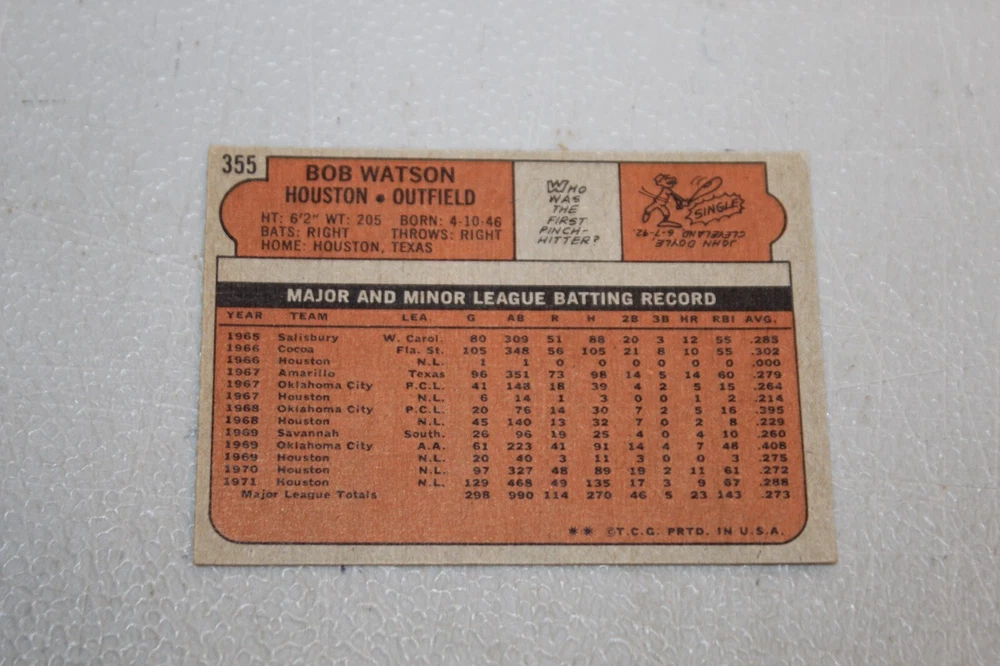 355
BOB WATSON
HOUSTON • OUTFIELD
HT: 6'2" WT: 205 BORN: 4-10-46
BATS: RIGHT THROWS: RIGHT
HOME: HOUSTON, TEXAS
WHO
WAS
THE
FIRST
PINCH-
HITTER?
SINGLE
JOHN DOYLE
CLEVELAND 6-7-'92
MAJOR AND MINOR LEAGUE BATTING RECORD
YEAR TEAM LEA. G AB R H 2B 3B HR RBI AVG.
1965 Salisbury W. Carol. 80 309 51 88 20 3 12 55 .285
1966 Cocoa Fla. St. 105 348 56 105 21 8 10 55 .302
1966 Houston N.L. 1 1 0 0 0 0 0 0 .000
1967 Amarillo Texas 96 351 73 98 14 5 14 60 .279
1967 Oklahoma City P.C.L. 41 148 18 39 4 2 5 15 .264
1967 Houston N.L. 6 14 1 3 0 0 1 2 .214
1968 Oklahoma City P.C.L. 20 76 14 30 7 2 5 16 .395
1968 Houston N.L. 45 140 13 32 7 0 2 8 .229
1969 Savannah South. 26 96 19 25 4 0 4 10 .260
1969 Oklahoma City A.A. 61 223 41 91 14 4 7 48 .408
1969 Houston N.L. 20 40 3 11 3 0 0 3 .275
1970 Houston N.L. 97 327 48 89 19 2 11 61 .272
1971 Houston N.L. 129 468 49 135 17 3 9 67 .288
Major League Totals 298 990 114 270 46 5 23 143 .273
** ©T.C.G. PRTD. IN U.S.A.